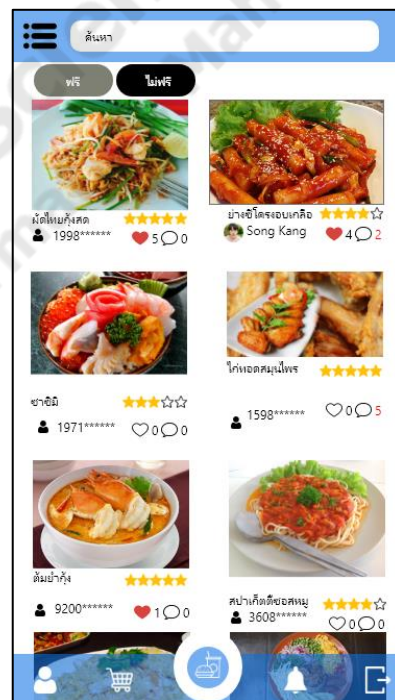 ค้นหา
ฟรี ไม่ฟรี
ผัดไทยกุ้งสด
1998****** 5 0
ย่างซี่โครงอบเกลือ
Song Kang 4 2
ซาชิมิ
1971****** 0 0
ไก่ทอดสมุนไพร
1598****** 0 5
ต้มยำกุ้ง
9200****** 1 0
สปาเก็ตตี้ซอสหมู
3608****** 0 0